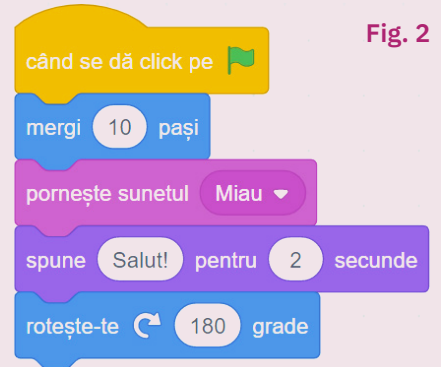 Fig. 2
când se dă click pe
mergi 10 pași
pornește sunetul Miau
spune Salut! pentru 2 secunde
rotește-te 180 grade